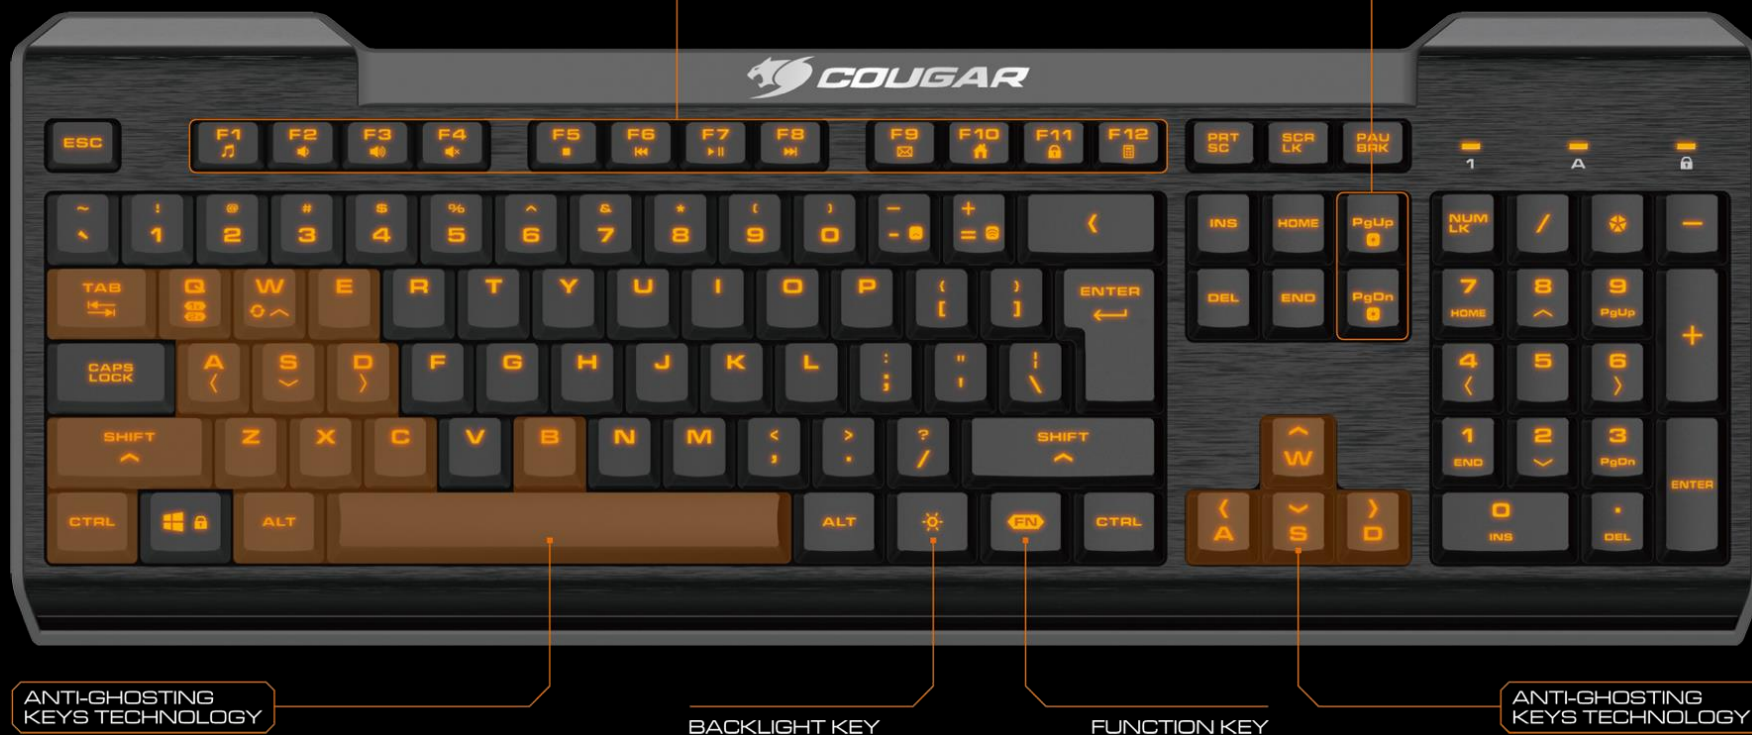 COUGAR
ESC F1 F2 F3 F4 F5 F6 F7 F8 F9 F10 F11 F12 PRT SC SCR LK PAU BRK
1 A
~ ` ! 1 @ 2 # 3 $ 4 % 5 ^ 6 & 7 * 8 ( 9 ) 0 - - + = INS HOME PgUp NUM LK / * -
TAB Q W E R T Y U I O P { [ } ] ENTER DEL END PgDn 7 HOME 8 9 PgUp +
CAPS LOCK A S D F G H J K L : ; " ' ¦ \ 4 5 6
SHIFT Z X C V B N M < , > . ? / SHIFT W 1 END 2 3 PgDn ENTER
CTRL ALT ALT FN CTRL A S D 0 INS . DEL
ANTI-GHOSTING
KEYS TECHNOLOGY
BACKLIGHT KEY
FUNCTION KEY
ANTI-GHOSTING
KEYS TECHNOLOGY